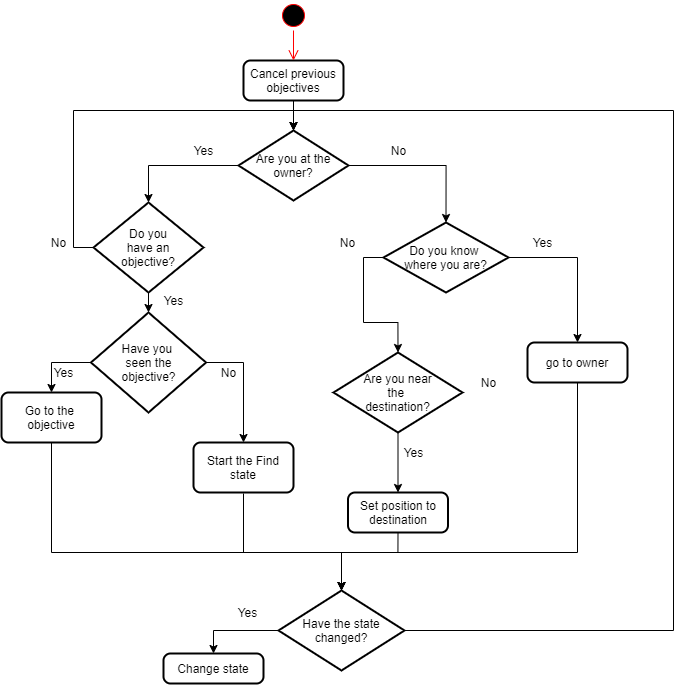 Cancel previous
objectives
Yes
Are you at the
owner?
No
Do you
have an
objective?
No
Yes
No
Do you know
where you are?
Yes
Have you
seen the
objective?
Yes
No
go to owner
Are you near
the
destination?
No
Go to the
objective
Start the Find
state
Yes
Set position to
destination
Yes
Have the state
changed?
Change state